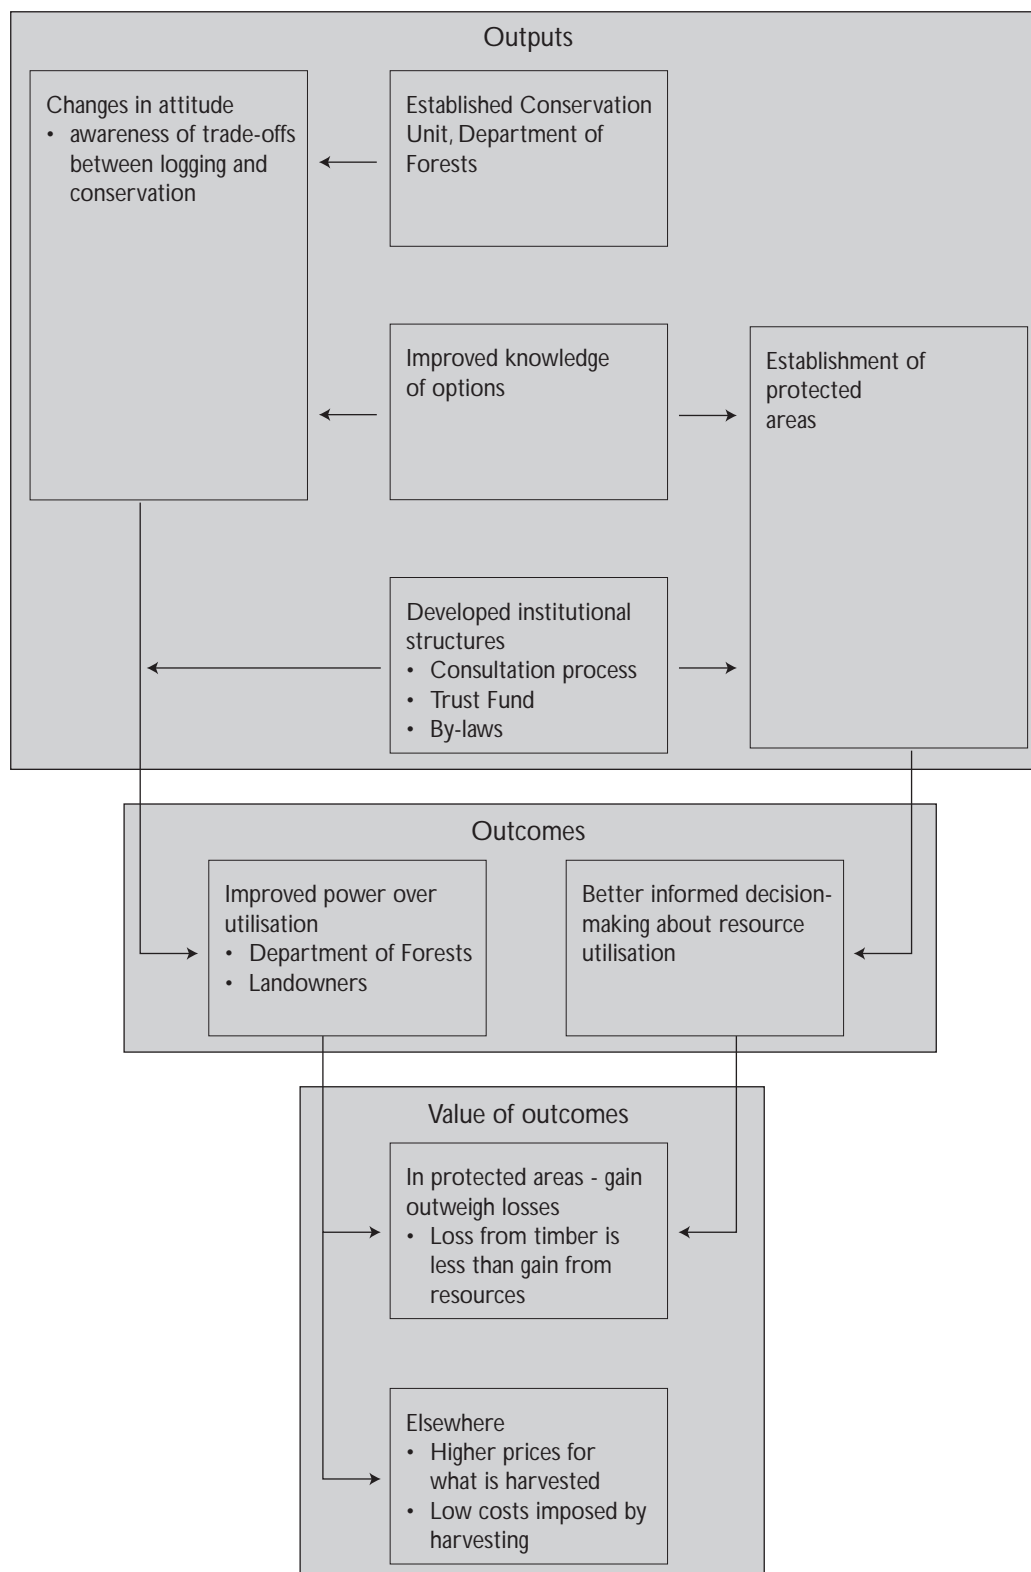 Outputs
Changes in attitude
• awareness of trade-offs
between logging and
conservation
Established Conservation
Unit, Department of
Forests
Improved knowledge
of options
Establishment of
protected
areas
Developed institutional
structures
• Consultation process
• Trust Fund
• By-laws
Outcomes
Improved power over
utilisation
• Department of Forests
• Landowners
Better informed decision-
making about resource
utilisation
Value of outcomes
In protected areas - gain
outweigh losses
• Loss from timber is
less than gain from
resources
Elsewhere
• Higher prices for
what is harvested
• Low costs imposed by
harvesting